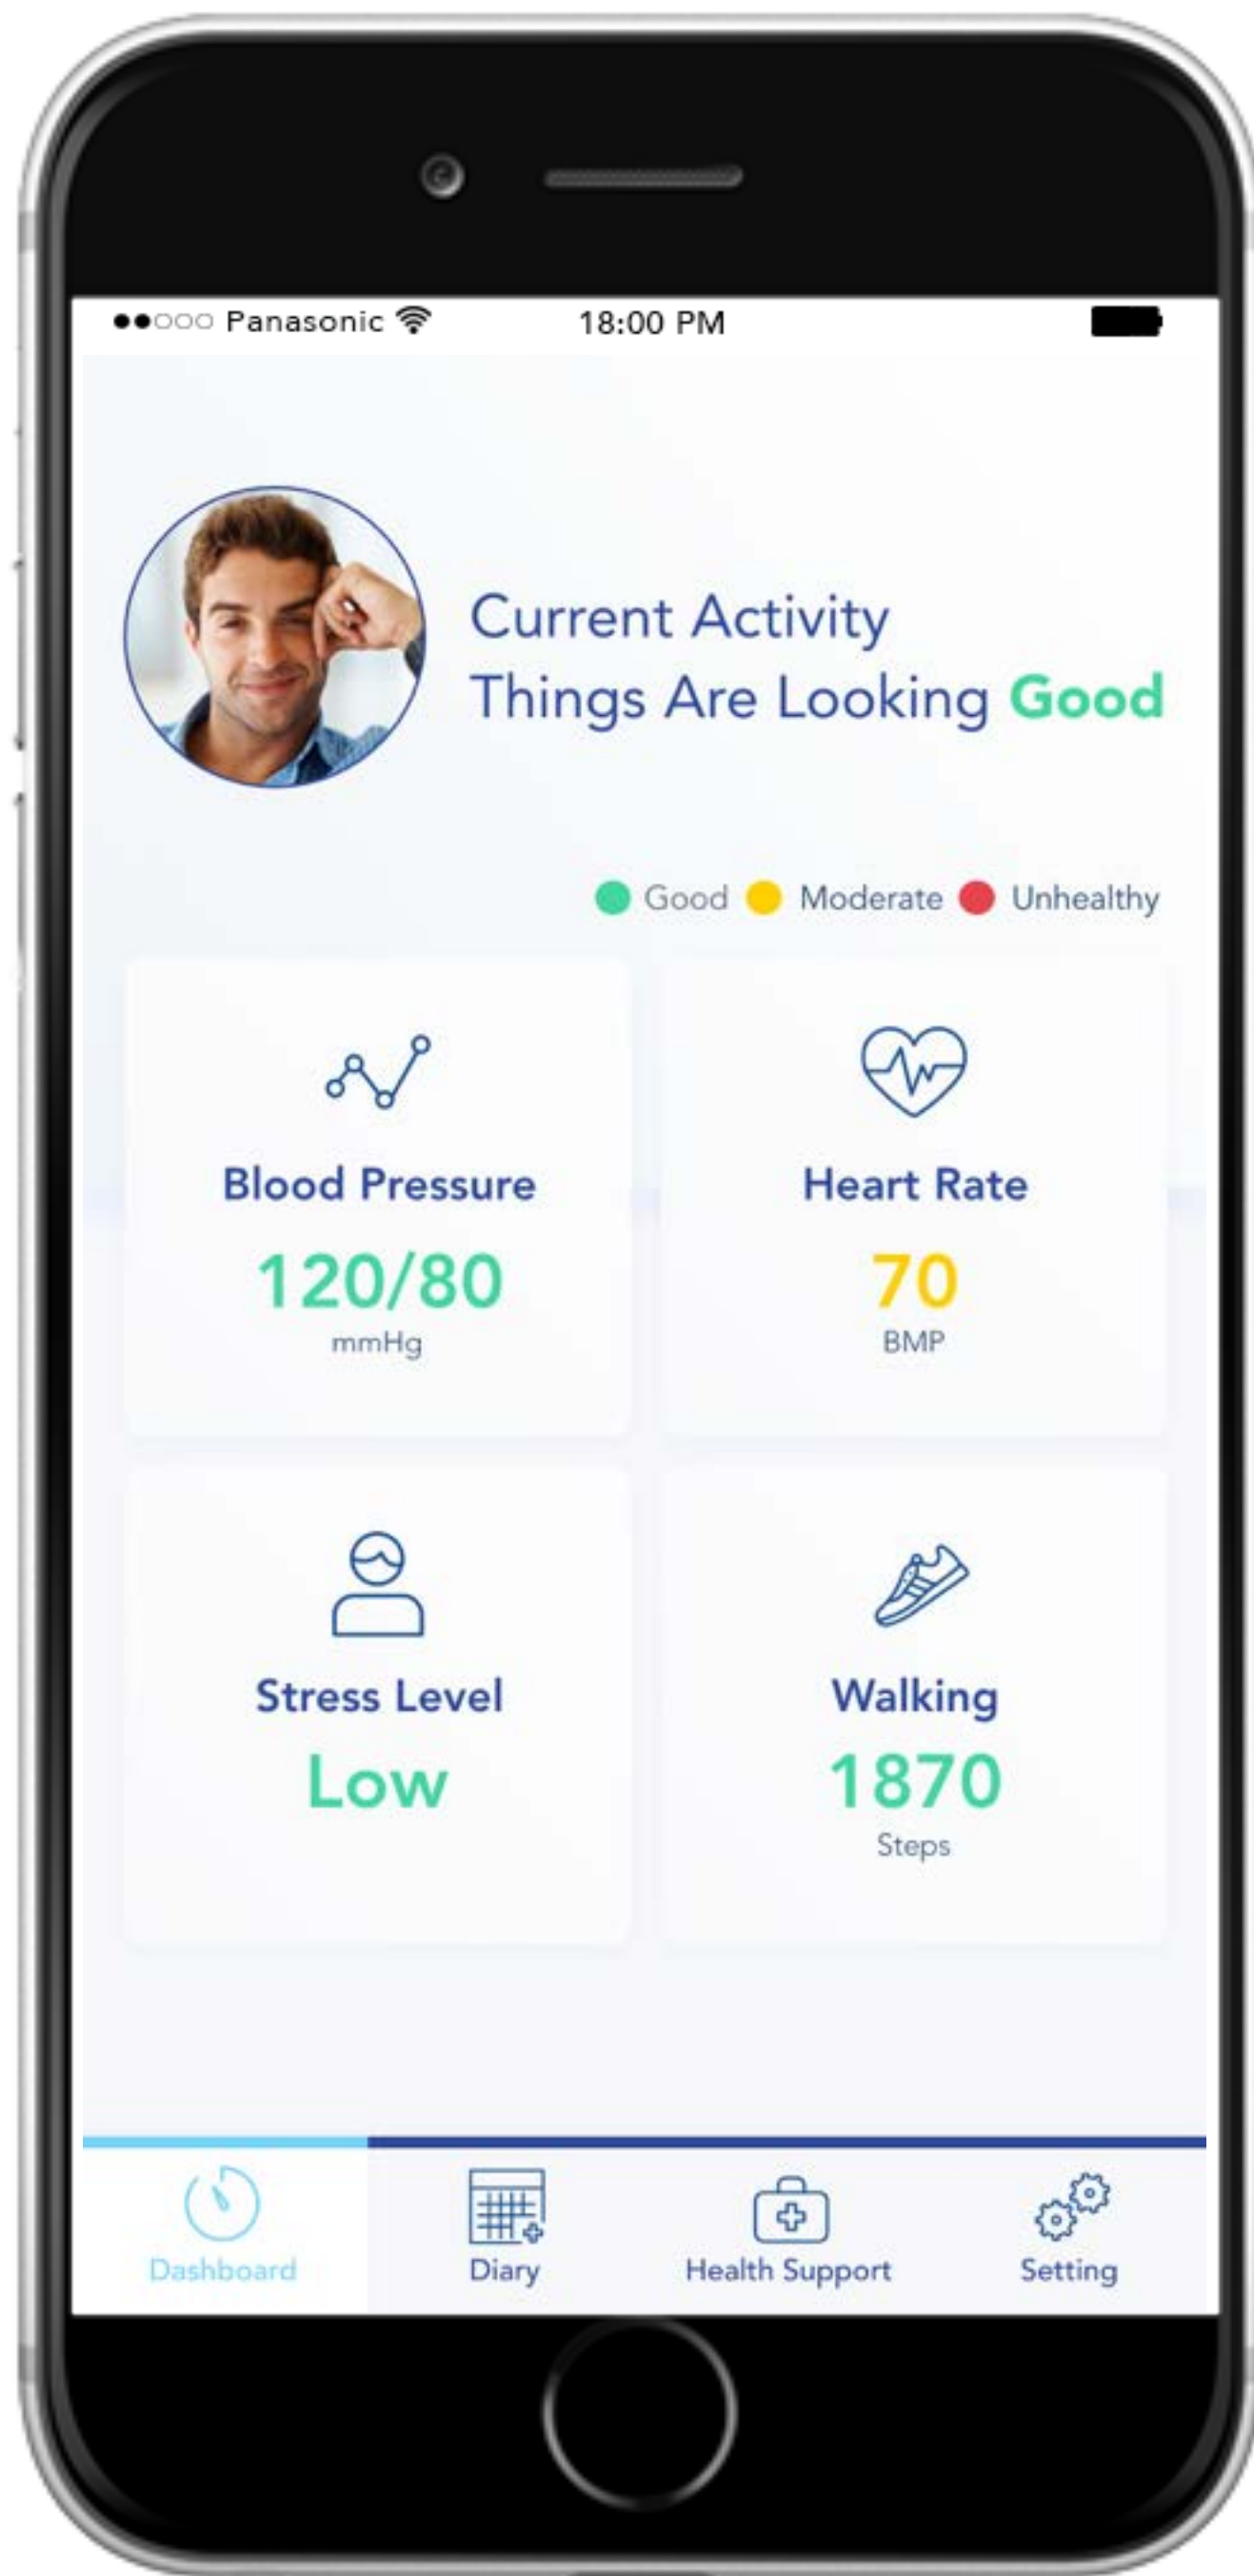 Panasonic 18:00 PM
Current Activity
Things Are Looking Good
Good Moderate Unhealthy
Blood Pressure
120/80
mmHg
Heart Rate
70
BMP
Stress Level
Low
Walking
1870
Steps
Dashboard
Diary
Health Support
Setting